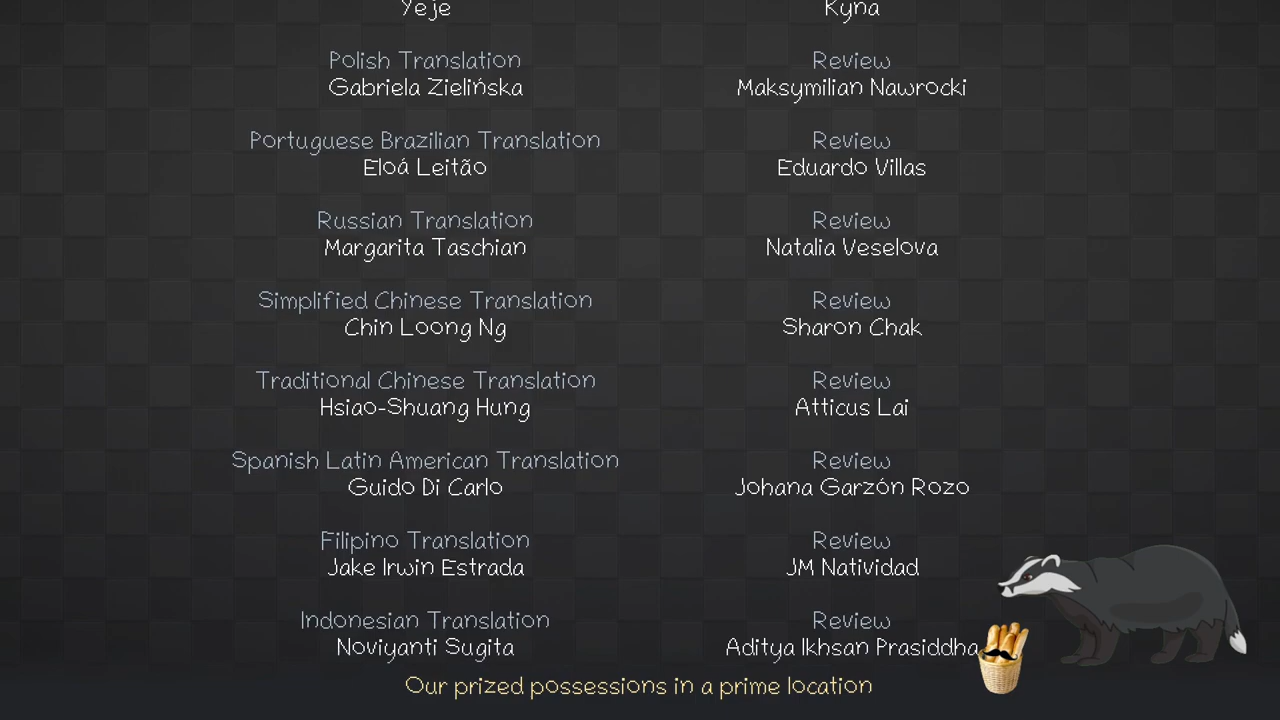 Yeje Kyna
Polish Translation Review
Gabriela Zielińska Maksymilian Nawrocki
Portuguese Brazilian Translation Review
Eloá Leitão Eduardo Villas
Russian Translation Review
Margarita Taschian Natalia Veselova
Simplified Chinese Translation Review
Chin Loong Ng Sharon Chak
Traditional Chinese Translation Review
Hsiao-Shuang Hung Atticus Lai
Spanish Latin American Translation Review
Guido Di Carlo Johana Garzón Rozo
Filipino Translation Review
Jake Irwin Estrada JM Natividad
Indonesian Translation Review
Noviyanti Sugita Aditya Ikhsan Prasiddha
Our prized possessions in a prime location